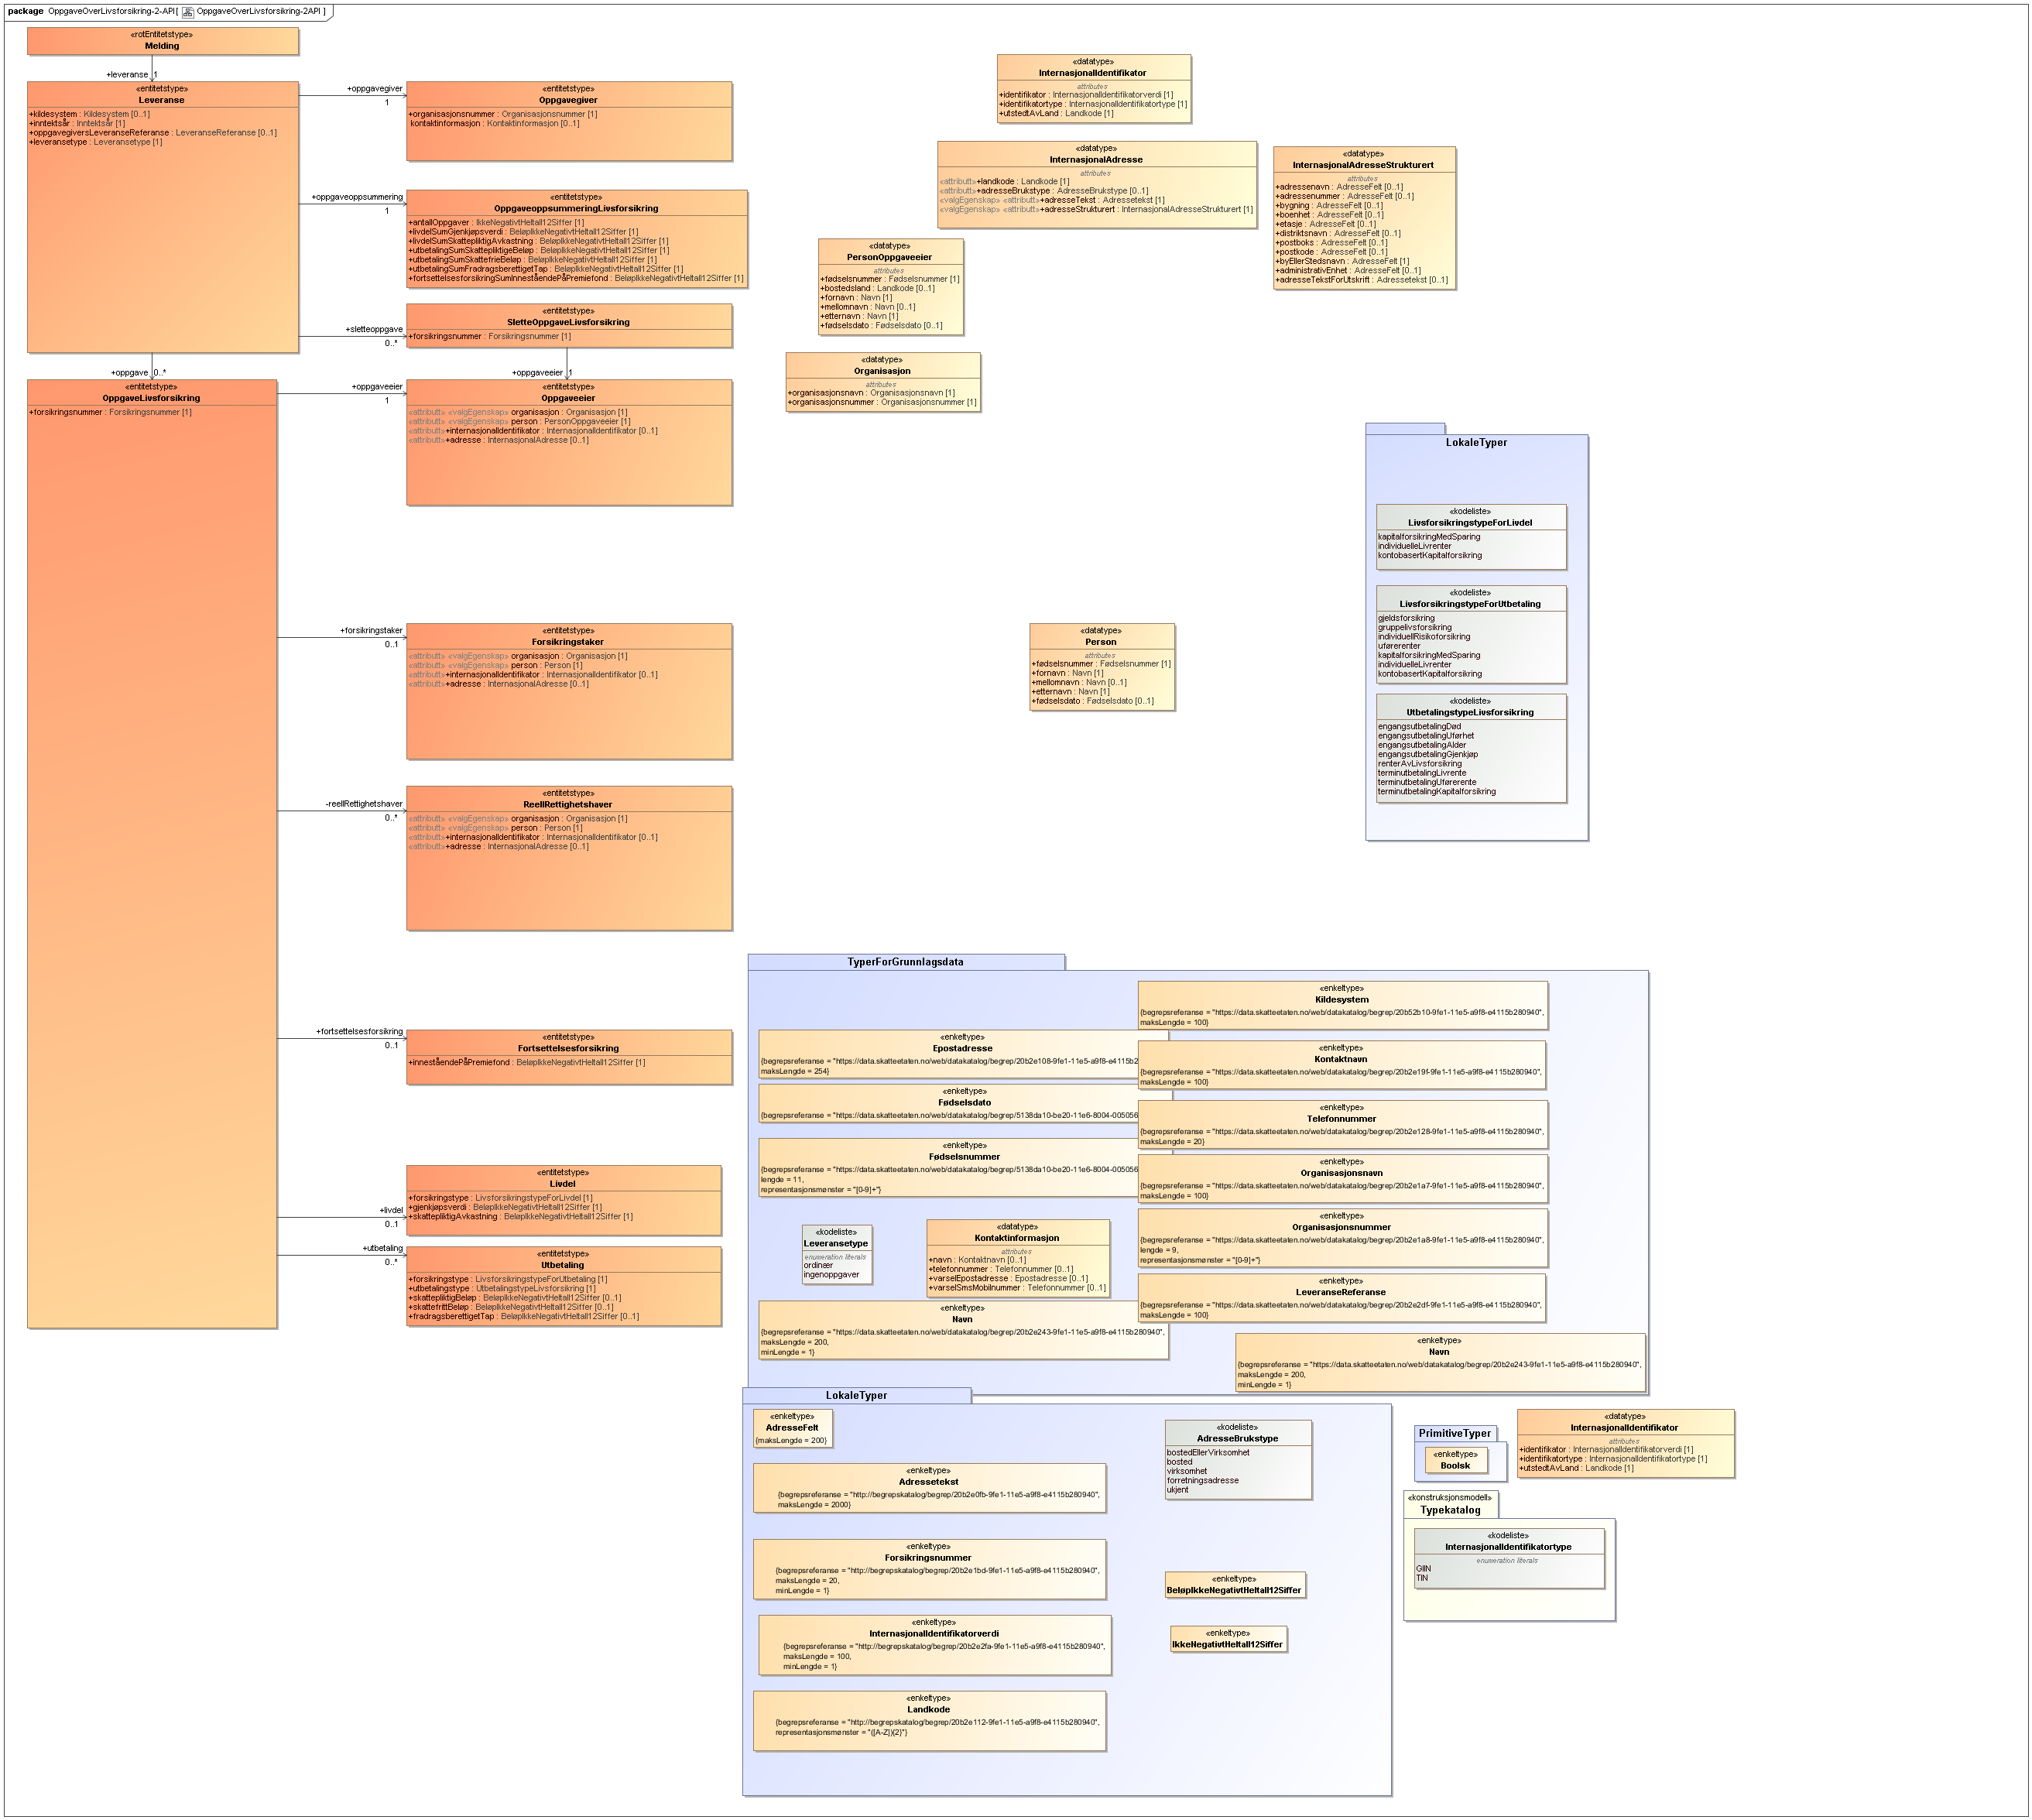 package OppgaveOverLivsforsikring-2-API[ OppgaveOverLivsforsikring-2API ]
«rotEntitetstype»
Melding
+leveranse 1
«entitetstype»
Leveranse
+kildesystem : Kildesystem [0..1]
+inntektsår : Inntektsår [1]
+oppgavegiversLeveranseReferanse : LeveranseReferanse [0..1]
+leveransetype : Leveransetype [1]
+oppgavegiver
1
«entitetstype»
Oppgavegiver
+organisasjonsnummer : Organisasjonsnummer [1]
kontaktinformasjon : Kontaktinformasjon [0..1]
+oppgaveoppsummering
1
«entitetstype»
OppgaveoppsummeringLivsforsikring
+antallOppgaver : IkkeNegativtHeltall12Siffer [1]
+livdelSumGjenkjøpsverdi : BeløpIkkeNegativtHeltall12Siffer [1]
+livdelSumSkattepliktigAvkastning : BeløpIkkeNegativtHeltall12Siffer [1]
+utbetalingSumSkattepliktigeBeløp : BeløpIkkeNegativtHeltall12Siffer [1]
+utbetalingSumSkattefrieBeløp : BeløpIkkeNegativtHeltall12Siffer [1]
+utbetalingSumFradragsberettigetTap : BeløpIkkeNegativtHeltall12Siffer [1]
+fortsettelsesforsikringSumInneståendePåPremiefond : BeløpIkkeNegativtHeltall12Siffer [1]
+sletteoppgave
0..*
«entitetstype»
SletteOppgaveLivsforsikring
+forsikringsnummer : Forsikringsnummer [1]
+oppgave 0..*
+oppgaveeier 1
«entitetstype»
OppgaveLivsforsikring
+forsikringsnummer : Forsikringsnummer [1]
+oppgaveeier
1
«entitetstype»
Oppgaveeier
«attributt» «valgEgenskap» organisasjon : Organisasjon [1]
«attributt» «valgEgenskap» person : PersonOppgaveeier [1]
«attributt»+internasjonalIdentifikator : InternasjonalIdentifikator [0..1]
«attributt»+adresse : InternasjonalAdresse [0..1]
+forsikringstaker
0..1
«entitetstype»
Forsikringstaker
«attributt» «valgEgenskap» organisasjon : Organisasjon [1]
«attributt» «valgEgenskap» person : Person [1]
«attributt»+internasjonalIdentifikator : InternasjonalIdentifikator [0..1]
«attributt»+adresse : InternasjonalAdresse [0..1]
-reellRettighetshaver
0..*
«entitetstype»
ReellRettighetshaver
«attributt» «valgEgenskap» organisasjon : Organisasjon [1]
«attributt» «valgEgenskap» person : Person [1]
«attributt»+internasjonalIdentifikator : InternasjonalIdentifikator [0..1]
«attributt»+adresse : InternasjonalAdresse [0..1]
+fortsettelsesforsikring
0..1
«entitetstype»
Fortsettelsesforsikring
+inneståendePåPremiefond : BeløpIkkeNegativtHeltall12Siffer [1]
+livdel
0..1
«entitetstype»
Livdel
+forsikringstype : LivsforsikringstypeForLivdel [1]
+gjenkjøpsverdi : BeløpIkkeNegativtHeltall12Siffer [1]
+skattepliktigAvkastning : BeløpIkkeNegativtHeltall12Siffer [1]
+utbetaling
0..*
«entitetstype»
Utbetaling
+forsikringstype : LivsforsikringstypeForUtbetaling [1]
+utbetalingstype : UtbetalingstypeLivsforsikring [1]
+skattepliktigBeløp : BeløpIkkeNegativtHeltall12Siffer [0..1]
+skattefrittBeløp : BeløpIkkeNegativtHeltall12Siffer [0..1]
+fradragsberettigetTap : BeløpIkkeNegativtHeltall12Siffer [0..1]
«datatype»
InternasjonalIdentifikator
attributes
+identifikator : InternasjonalIdentifikatorverdi [1]
+identifikatortype : InternasjonalIdentifikatortype [1]
+utstedtAvLand : Landkode [1]
«datatype»
InternasjonalAdresse
attributes
«attributt»+landkode : Landkode [1]
«attributt»+adresseBrukstype : AdresseBrukstype [0..1]
«valgEgenskap» «attributt»+adresseTekst : Adressetekst [1]
«valgEgenskap» «attributt»+adresseStrukturert : InternasjonalAdresseStrukturert [1]
«datatype»
InternasjonalAdresseStrukturert
attributes
+adressenavn : AdresseFelt [0..1]
+adressenummer : AdresseFelt [0..1]
+bygning : AdresseFelt [0..1]
+boenhet : AdresseFelt [0..1]
+etasje : AdresseFelt [0..1]
+distriktsnavn : AdresseFelt [0..1]
+postboks : AdresseFelt [0..1]
+postkode : AdresseFelt [0..1]
+byEllerStedsnavn : AdresseFelt [1]
+administrativEnhet : AdresseFelt [0..1]
+adresseTekstForUtskrift : Adressetekst [0..1]
«datatype»
PersonOppgaveeier
attributes
+fødselsnummer : Fødselsnummer [1]
+bostedsland : Landkode [0..1]
+fornavn : Navn [1]
+mellomnavn : Navn [0..1]
+etternavn : Navn [1]
+fødselsdato : Fødselsdato [0..1]
«datatype»
Organisasjon
attributes
+organisasjonsnavn : Organisasjonsnavn [1]
+organisasjonsnummer : Organisasjonsnummer [1]
«datatype»
Person
attributes
+fødselsnummer : Fødselsnummer [1]
+fornavn : Navn [1]
+mellomnavn : Navn [0..1]
+etternavn : Navn [1]
+fødselsdato : Fødselsdato [0..1]
LokaleTyper
«kodeliste»
LivsforsikringstypeForLivdel
kapitalforsikringMedSparing
individuelleLivrenter
kontobasertKapitalforsikring
«kodeliste»
LivsforsikringstypeForUtbetaling
gjeldsforsikring
gruppelivsforsikring
individuellRisikoforsikring
uførerenter
kapitalforsikringMedSparing
individuelleLivrenter
kontobasertKapitalforsikring
«kodeliste»
UtbetalingstypeLivsforsikring
engangsutbetalingDød
engangsutbetalingUførhet
engangsutbetalingAlder
engangsutbetalingGjenkjøp
renterAvLivsforsikring
terminutbetalingLivrente
terminutbetalingUførerente
terminutbetalingKapitalforsikring
TyperForGrunnlagsdata
«enkeltype»
Epostadresse
{begrepsreferanse = "https://data.skatteetaten.no/web/datakatalog/begrep/20b2e108-9fe1-11e5-a9f8-e4115b2
maksLengde = 254}
«enkeltype»
Fødselsdato
{begrepsreferanse = "https://data.skatteetaten.no/web/datakatalog/begrep/5138da10-be20-11e6-8004-005056
«enkeltype»
Fødselsnummer
{begrepsreferanse = "https://data.skatteetaten.no/web/datakatalog/begrep/5138da10-be20-11e6-8004-005056
lengde = 11,
representasjonsmønster = "[0-9]+"}
«kodeliste»
Leveransetype
enumeration literals
ordinær
ingenoppgaver
«datatype»
Kontaktinformasjon
attributes
+navn : Kontaktnavn [0..1]
+telefonnummer : Telefonnummer [0..1]
+varselEpostadresse : Epostadresse [0..1]
+varselSmsMobilnummer : Telefonnummer [0..1]
«enkeltype»
Navn
{begrepsreferanse = "https://data.skatteetaten.no/web/datakatalog/begrep/20b2e243-9fe1-11e5-a9f8-e4115b280940",
maksLengde = 200,
minLengde = 1}
«enkeltype»
Kildesystem
{begrepsreferanse = "https://data.skatteetaten.no/web/datakatalog/begrep/20b52b10-9fe1-11e5-a9f8-e4115b280940",
maksLengde = 100}
«enkeltype»
Kontaktnavn
{begrepsreferanse = "https://data.skatteetaten.no/web/datakatalog/begrep/20b2e19f-9fe1-11e5-a9f8-e4115b280940",
maksLengde = 100}
«enkeltype»
Telefonnummer
{begrepsreferanse = "https://data.skatteetaten.no/web/datakatalog/begrep/20b2e128-9fe1-11e5-a9f8-e4115b280940",
maksLengde = 20}
«enkeltype»
Organisasjonsnavn
{begrepsreferanse = "https://data.skatteetaten.no/web/datakatalog/begrep/20b2e1a7-9fe1-11e5-a9f8-e4115b280940",
maksLengde = 100}
«enkeltype»
Organisasjonsnummer
{begrepsreferanse = "https://data.skatteetaten.no/web/datakatalog/begrep/20b2e1a8-9fe1-11e5-a9f8-e4115b280940",
lengde = 9,
representasjonsmønster = "[0-9]+"}
«enkeltype»
LeveranseReferanse
{begrepsreferanse = "https://data.skatteetaten.no/web/datakatalog/begrep/20b2e2df-9fe1-11e5-a9f8-e4115b280940",
maksLengde = 100}
«enkeltype»
Navn
{begrepsreferanse = "https://data.skatteetaten.no/web/datakatalog/begrep/20b2e243-9fe1-11e5-a9f8-e4115b280940",
maksLengde = 200,
minLengde = 1}
LokaleTyper
«enkeltype»
AdresseFelt
{maksLengde = 200}
«enkeltype»
Adressetekst
{begrepsreferanse = "http://begrepskatalog/begrep/20b2e0fb-9fe1-11e5-a9f8-e4115b280940",
maksLengde = 2000}
«enkeltype»
Forsikringsnummer
{begrepsreferanse = "http://begrepskatalog/begrep/20b2e1bd-9fe1-11e5-a9f8-e4115b280940",
maksLengde = 20,
minLengde = 1}
«enkeltype»
InternasjonalIdentifikatorverdi
{begrepsreferanse = "http://begrepskatalog/begrep/20b2e2fa-9fe1-11e5-a9f8-e4115b280940",
maksLengde = 100,
minLengde = 1}
«enkeltype»
Landkode
{begrepsreferanse = "http://begrepskatalog/begrep/20b2e112-9fe1-11e5-a9f8-e4115b280940",
representasjonsmønster = "([A-Z]){2}"}
«kodeliste»
AdresseBrukstype
bostedEllerVirksomhet
bosted
virksomhet
forretningsadresse
ukjent
«enkeltype»
BeløpIkkeNegativtHeltall12Siffer
«enkeltype»
IkkeNegativtHeltall12Siffer
PrimitiveTyper
«enkeltype»
Boolsk
«datatype»
InternasjonalIdentifikator
attributes
+identifikator : InternasjonalIdentifikatorverdi [1]
+identifikatortype : InternasjonalIdentifikatortype [1]
+utstedtAvLand : Landkode [1]
«konstruksjonsmodell»
Typekatalog
«kodeliste»
InternasjonalIdentifikatortype
enumeration literals
GIIN
TIN